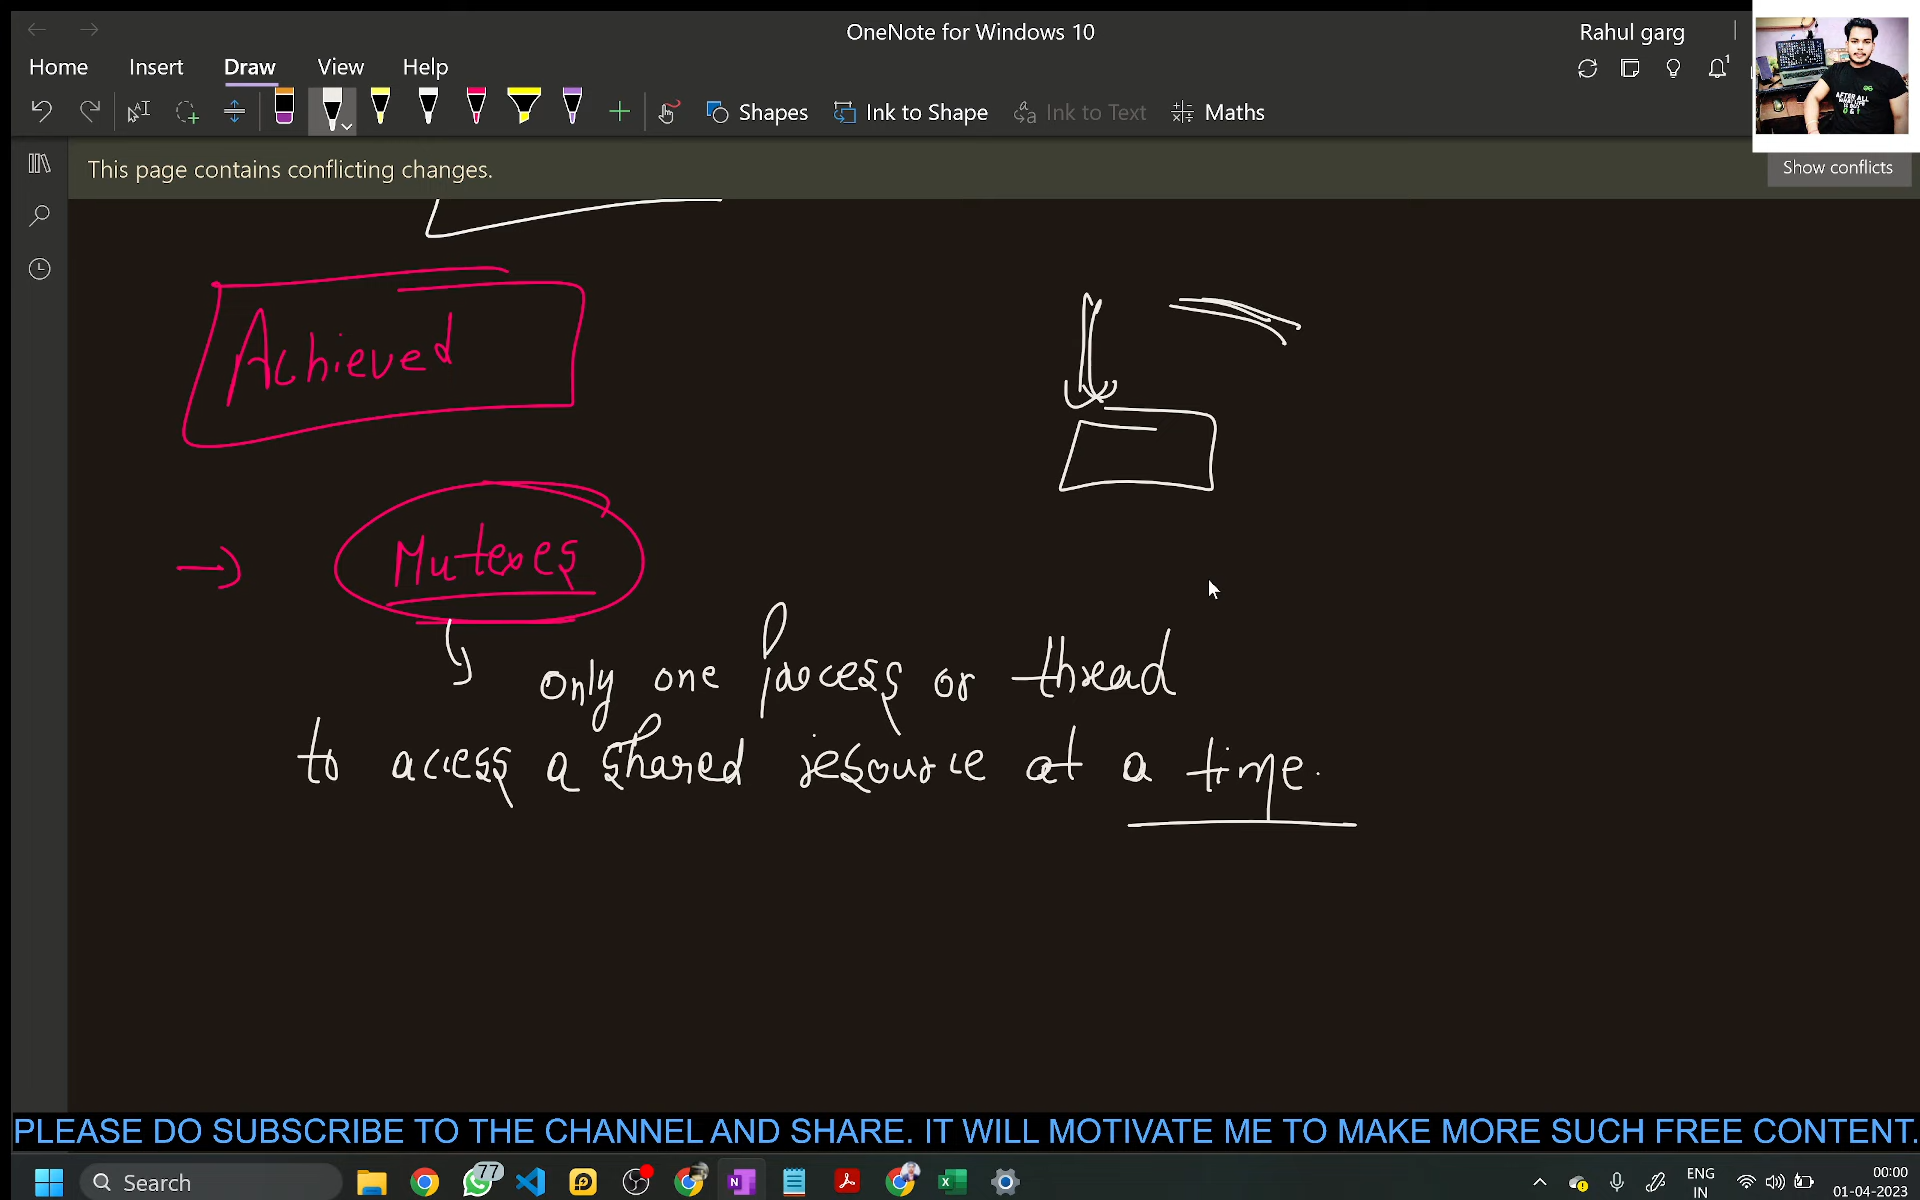 OneNote for Windows 10
Rahul garg
Home Insert Draw View Help
Shapes Ink to Shape Ink to Text Maths
This page contains conflicting changes.
Show conflicts
Achieved
Mutexes
only one process or thread
to access a shared resource at a time.
PLEASE DO SUBSCRIBE TO THE CHANNEL AND SHARE. IT WILL MOTIVATE ME TO MAKE MORE SUCH FREE CONTENT.
Search
77
ENG
IN
00:00
01-04-2023